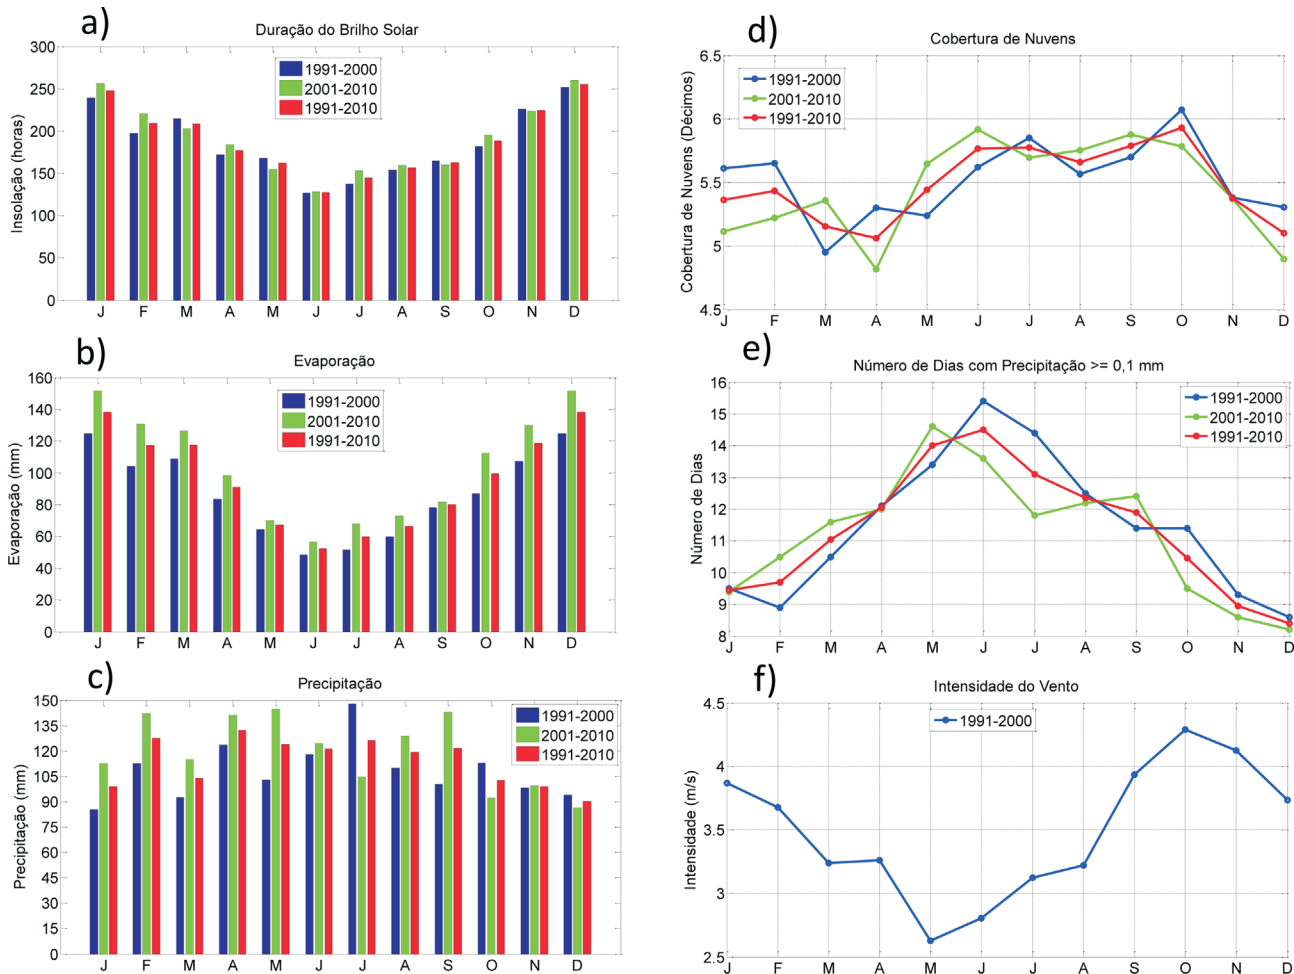 a)
Duração do Brilho Solar
300
250
200
150
100
50
0
Insolação (horas)
1991-2000
2001-2010
1991-2010
J F M A M J J A S O N D
b)
Evaporação
160
140
120
100
80
60
40
20
0
Evaporação (mm)
1991-2000
2001-2010
1991-2010
J F M A M J J A S O N D
c)
Precipitação
150
135
120
105
90
75
60
45
30
15
0
Precipitação (mm)
1991-2000
2001-2010
1991-2010
J F M A M J J A S O N D
d)
Cobertura de Nuvens
6.5
6
5.5
5
4.5
Cobertura de Nuvens (Décimos)
1991-2000
2001-2010
1991-2010
J F M A M J J A S O N D
e)
Número de Dias com Precipitação >= 0,1 mm
16
15
14
13
12
11
10
9
8
Número de Dias
1991-2000
2001-2010
1991-2010
J F M A M J J A S O N D
f)
Intensidade do Vento
4.5
4
3.5
3
2.5
Intensidade (m/s)
1991-2000
J F M A M J J A S O N D